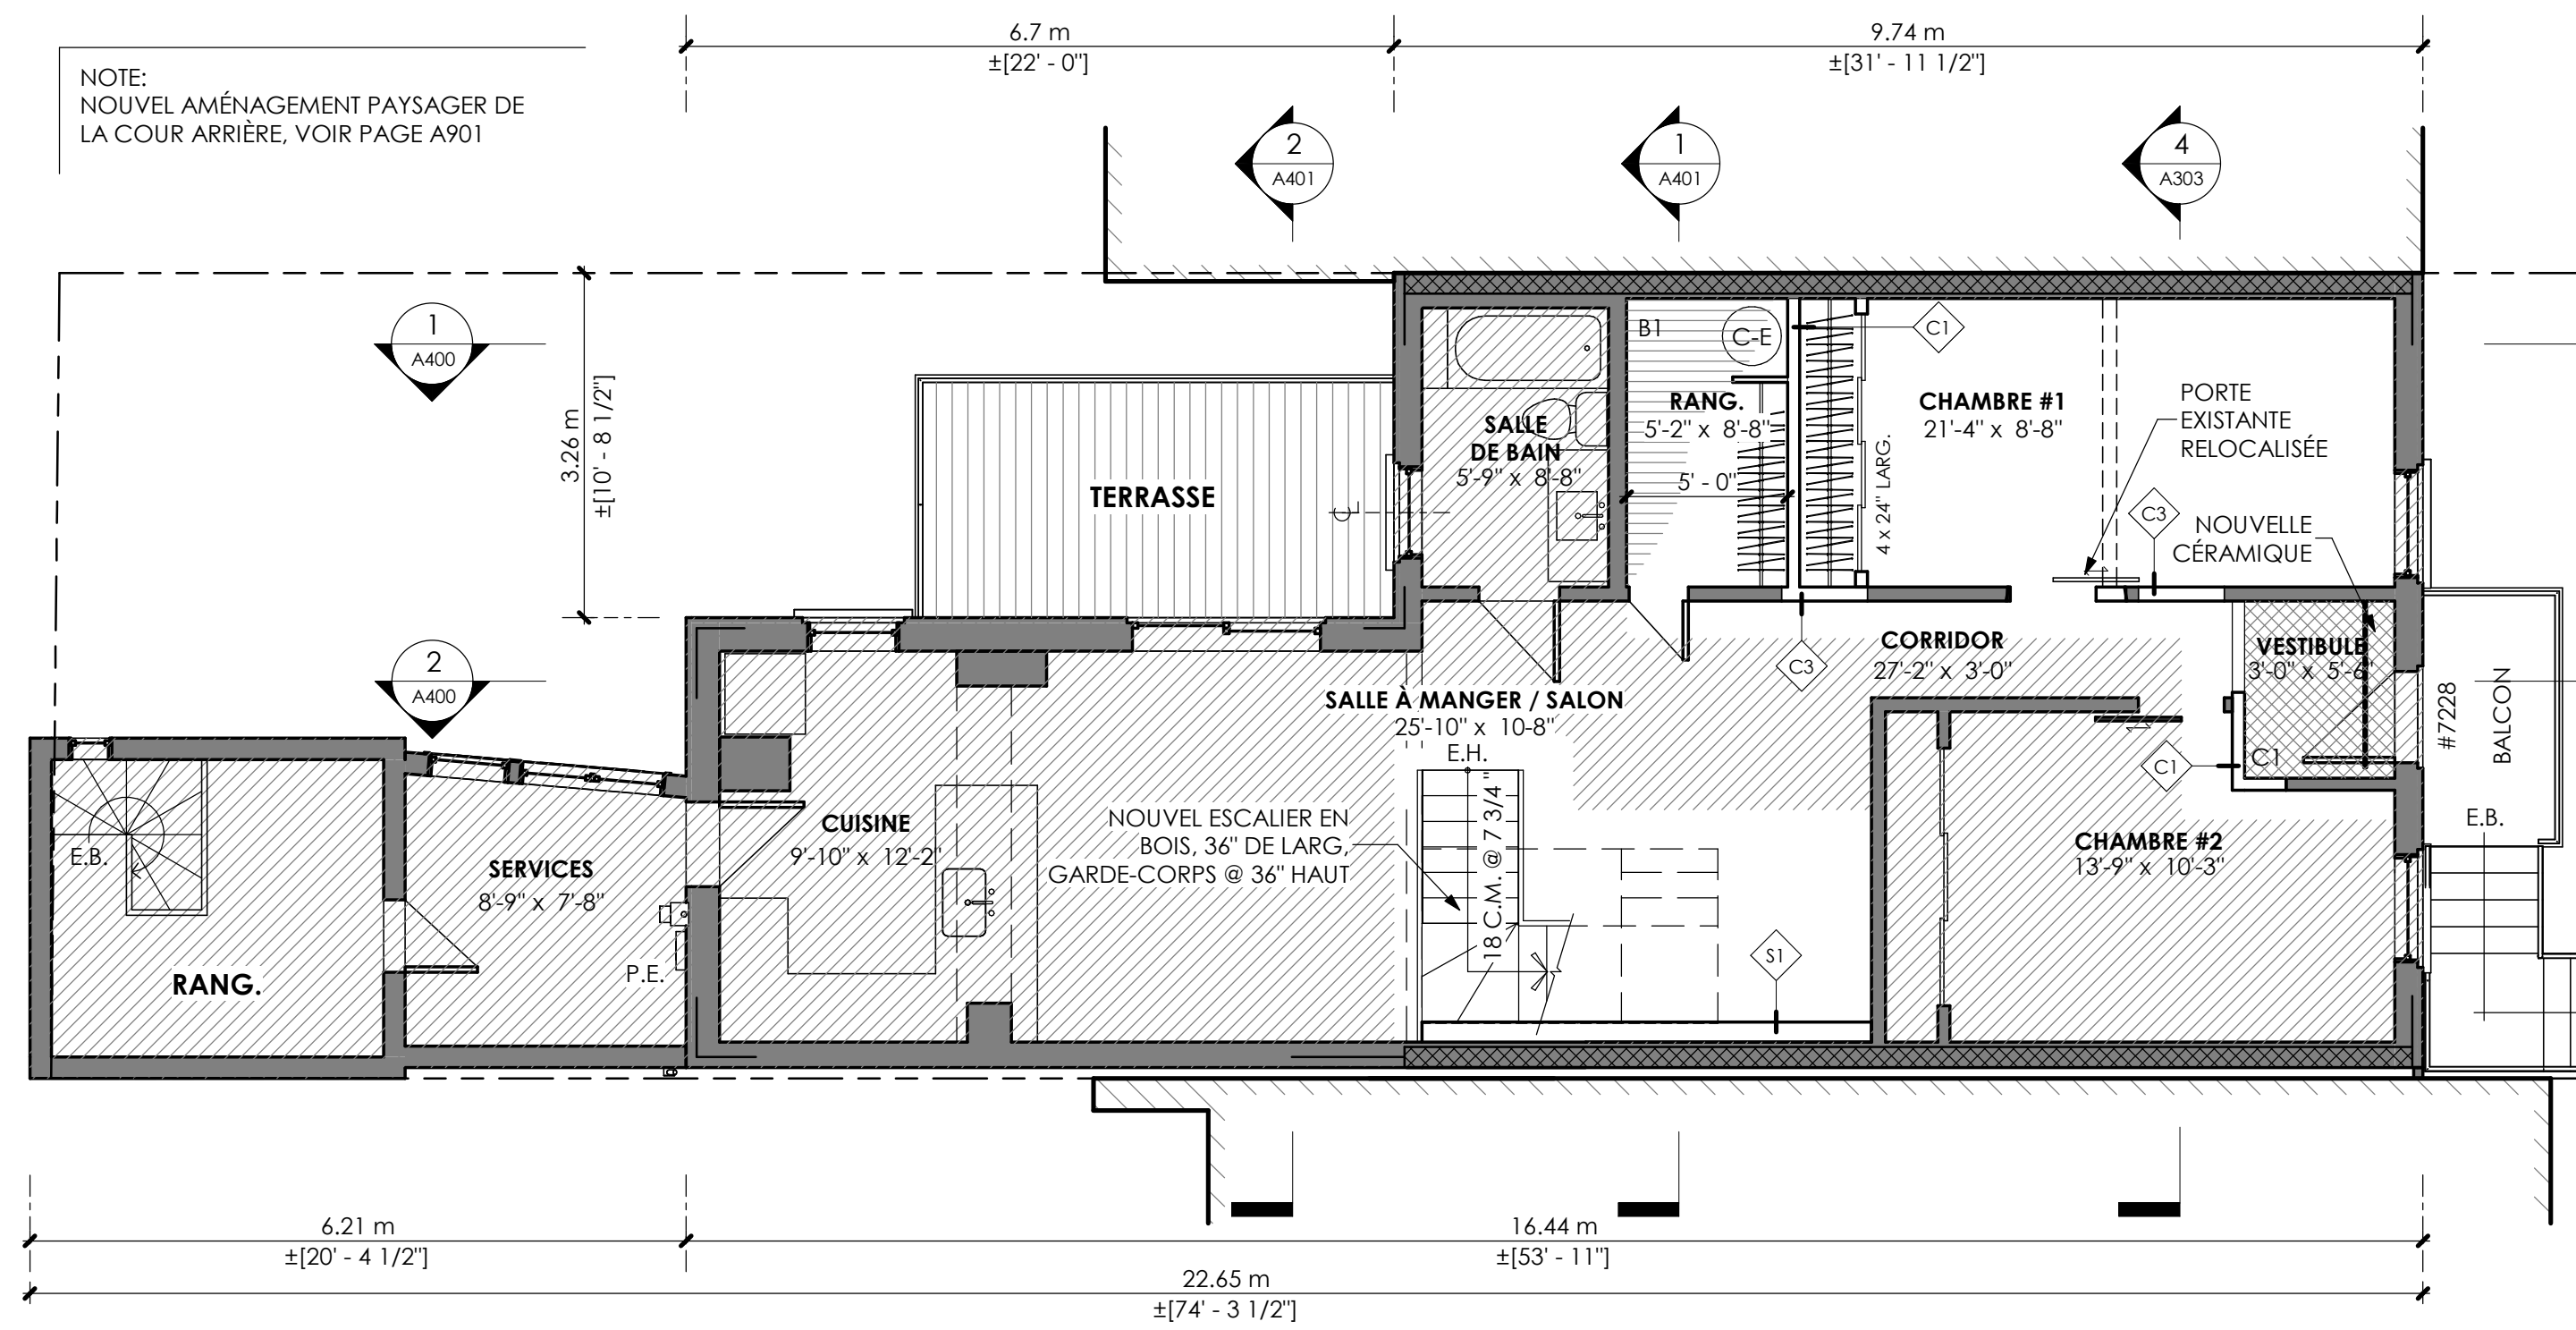 6.7 m
±[22' - 0"]
9.74 m
±[31' - 11 1/2"]
NOTE:
NOUVEL AMÉNAGEMENT PAYSAGER DE
LA COUR ARRIÈRE, VOIR PAGE A901
2
A401
1
A401
4
A303
1
A400
3.26 m
±[10' - 8 1/2"]
2
A400
TERRASSE
CL
SALLE
DE BAIN
5'-9" x 8'-8"
B1
C-E
RANG.
5'-2" x 8'-8"
5' - 0"
4 x 24" LARG.
C1
CHAMBRE #1
21'-4" x 8'-8"
PORTE
EXISTANTE
RELOCALISÉE
C3
NOUVELLE
CÉRAMIQUE
C3
CORRIDOR
27'-2" x 3'-0"
VESTIBULE
3'-0" x 5'-6"
C1
C1
#7228
BALCON
E.B.
SALLE À MANGER / SALON
25'-10" x 10-8"
E.H.
18 C.M. @ 7 3/4"
NOUVEL ESCALIER EN
BOIS, 36" DE LARG,
GARDE-CORPS @ 36" HAUT
S1
CHAMBRE #2
13'-9" x 10'-3"
CUISINE
9'-10" x 12'-2"
SERVICES
8'-9" x 7'-8"
P.E.
E.B.
RANG.
6.21 m
±[20' - 4 1/2"]
16.44 m
±[53' - 11"]
22.65 m
±[74' - 3 1/2"]